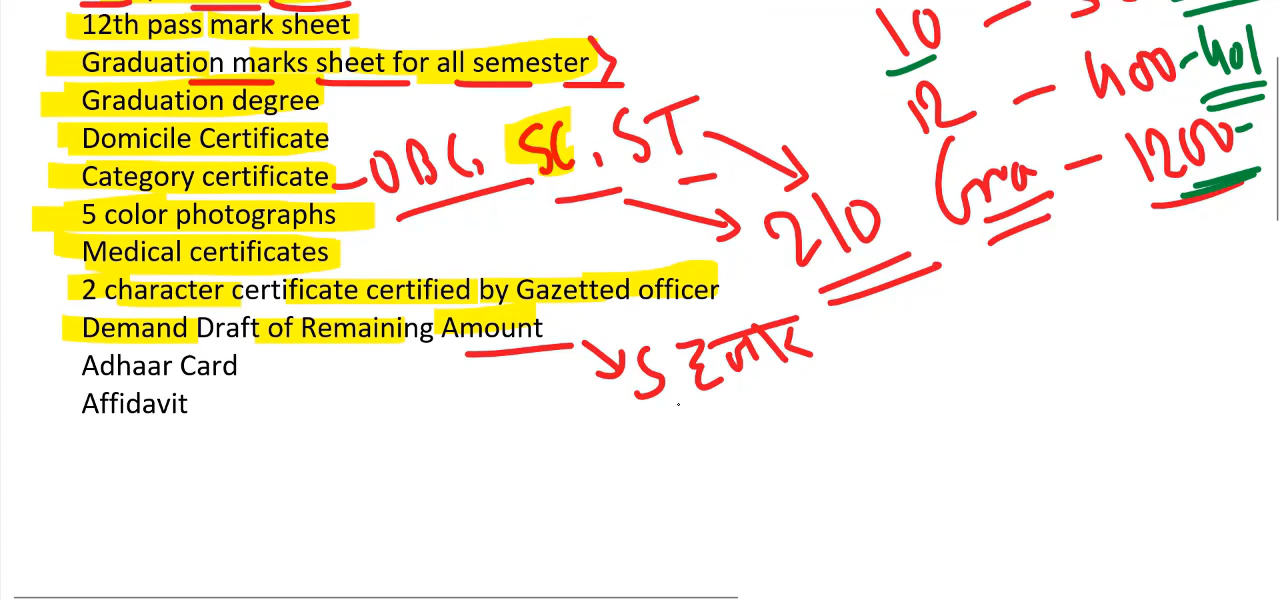 12th pass mark sheet
Graduation marks sheet for all semester
Graduation degree
Domicile Certificate
Category certificate - OBC, SC, ST
5 color photographs
Medical certificates
2 character certificate certified by Gazetted officer
Demand Draft of Remaining Amount
Adhaar Card
Affidavit
210
10 -
12 - 400 - 401
Gra - 1200 -